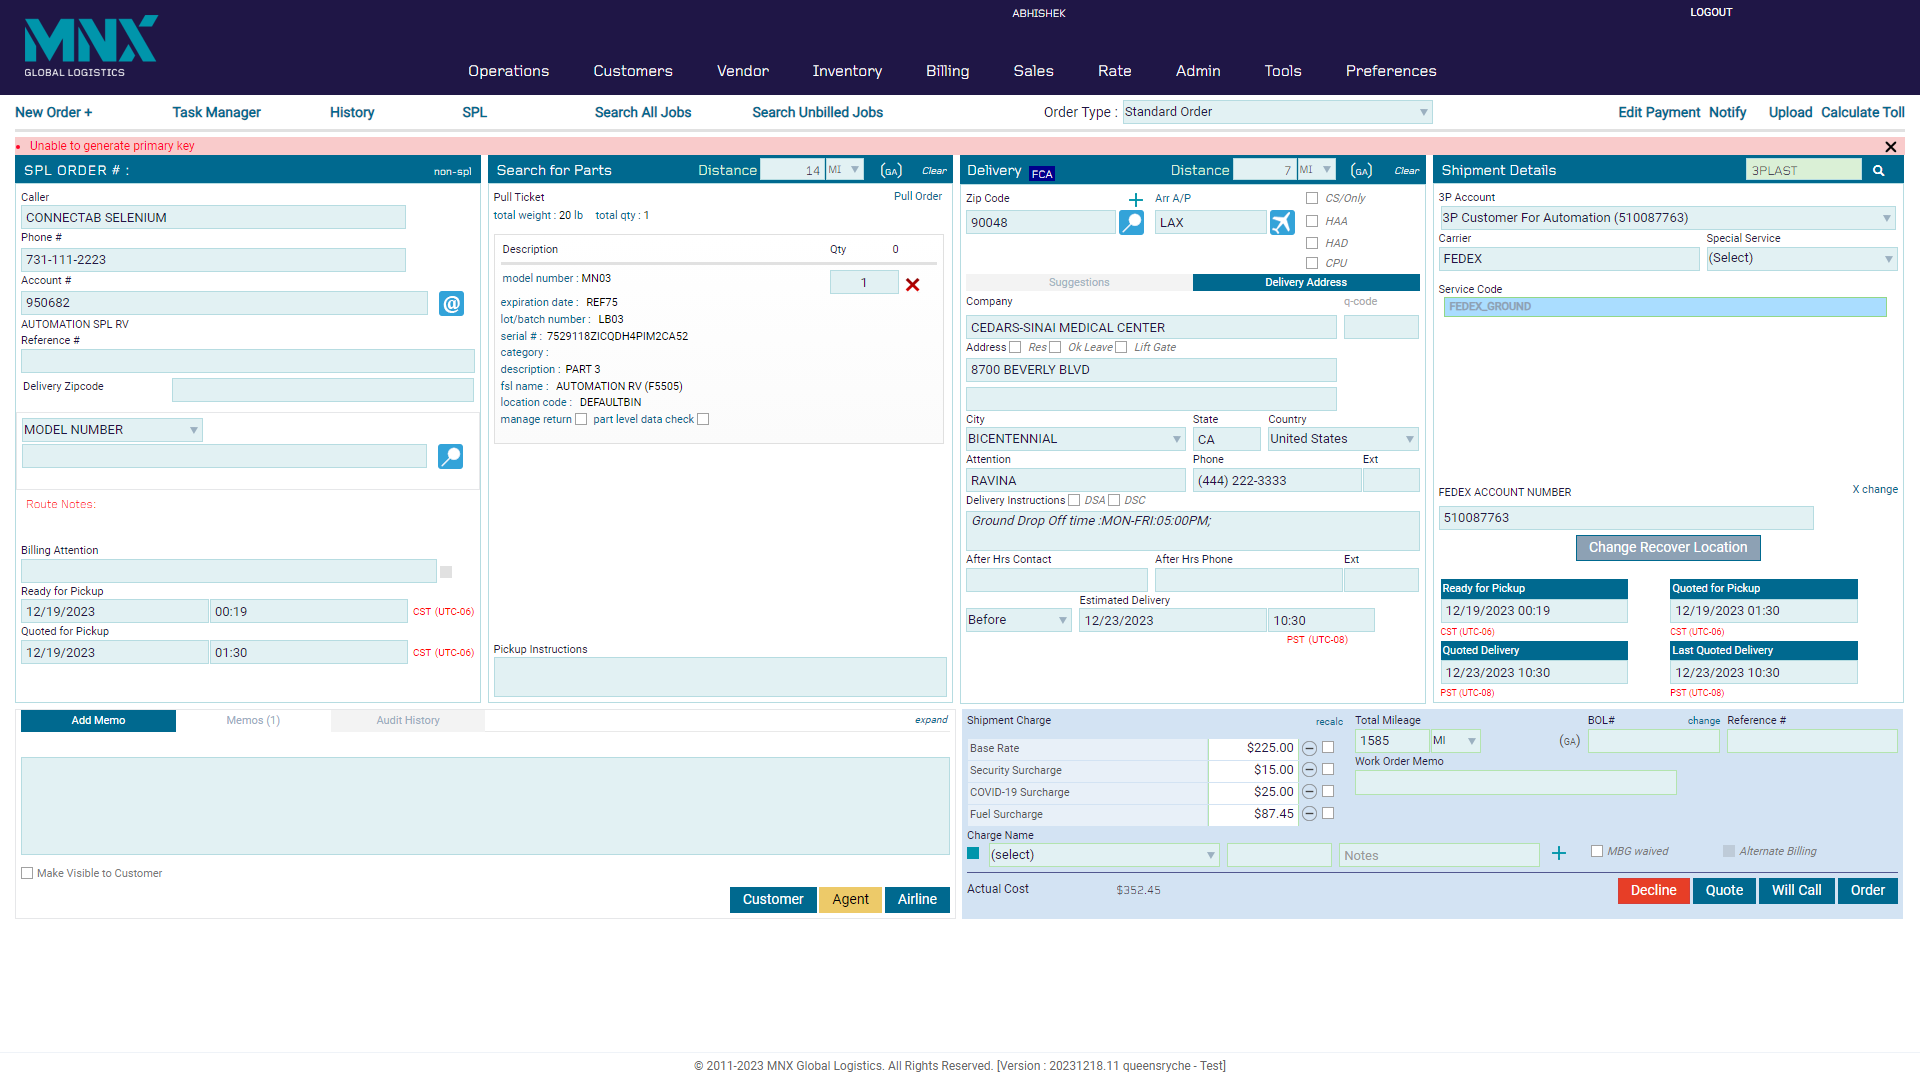 MNX
GLOBAL LOGISTICS
ABHISHEK
LOGOUT
Operations Customers Vendor Inventory Billing Sales Rate Admin Tools Preferences
New Order + Task Manager History SPL Search All Jobs Search Unbilled Jobs Order Type : Standard Order Edit Payment Notify Upload Calculate Toll
Unable to generate primary key
SPL ORDER # : non-spl
Caller
CONNECTAB SELENIUM
Phone #
731-111-2223
Account #
950682
@
AUTOMATION SPL RV
Reference #
Delivery Zipcode
MODEL NUMBER
Route Notes:
Billing Attention
Ready for Pickup
12/19/2023 00:19 CST (UTC-06)
Quoted for Pickup
12/19/2023 01:30 CST (UTC-06)
Search for Parts Distance 14 MI (GA) Clear
Pull Ticket Pull Order
total weight : 20 lb total qty : 1
Description Qty 0
model number : MN03 1
expiration date : REF75
lot/batch number : LB03
serial # : 7529118ZICQDH4PIM2CA52
category :
description : PART 3
fsl name : AUTOMATION RV (F5505)
location code : DEFAULTBIN
manage return part level data check
Pickup Instructions
Delivery FCA Distance 7 MI (GA) Clear
Zip Code Arr A/P CS/Only
90048 LAX HAA
HAD
CPU
Suggestions Delivery Address
Company q-code
CEDARS-SINAI MEDICAL CENTER
Address Res Ok Leave Lift Gate
8700 BEVERLY BLVD
City State Country
BICENTENNIAL CA United States
Attention Phone Ext
RAVINA (444) 222-3333
Delivery Instructions DSA DSC
Ground Drop Off time :MON-FRI:05:00PM;
After Hrs Contact After Hrs Phone Ext
Estimated Delivery
Before 12/23/2023 10:30
PST (UTC-08)
Shipment Details 3PLAST
3P Account
3P Customer For Automation (510087763)
Carrier Special Service
FEDEX (Select)
Service Code
FEDEX_GROUND
FEDEX ACCOUNT NUMBER X change
510087763
Change Recover Location
Ready for Pickup Quoted for Pickup
12/19/2023 00:19 12/19/2023 01:30
CST (UTC-06) CST (UTC-06)
Quoted Delivery Last Quoted Delivery
12/23/2023 10:30 12/23/2023 10:30
PST (UTC-08) PST (UTC-08)
Add Memo Memos (1) Audit History expand
Make Visible to Customer
Customer Agent Airline
Shipment Charge recalc Total Mileage BOL# change Reference #
Base Rate $225.00 1585 MI (GA)
Security Surcharge $15.00 Work Order Memo
COVID-19 Surcharge $25.00
Fuel Surcharge $87.45
Charge Name
(select) Notes MBG waived Alternate Billing
Actual Cost $352.45 Decline Quote Will Call Order
© 2011-2023 MNX Global Logistics. All Rights Reserved. [Version : 20231218.11 queensryche - Test]